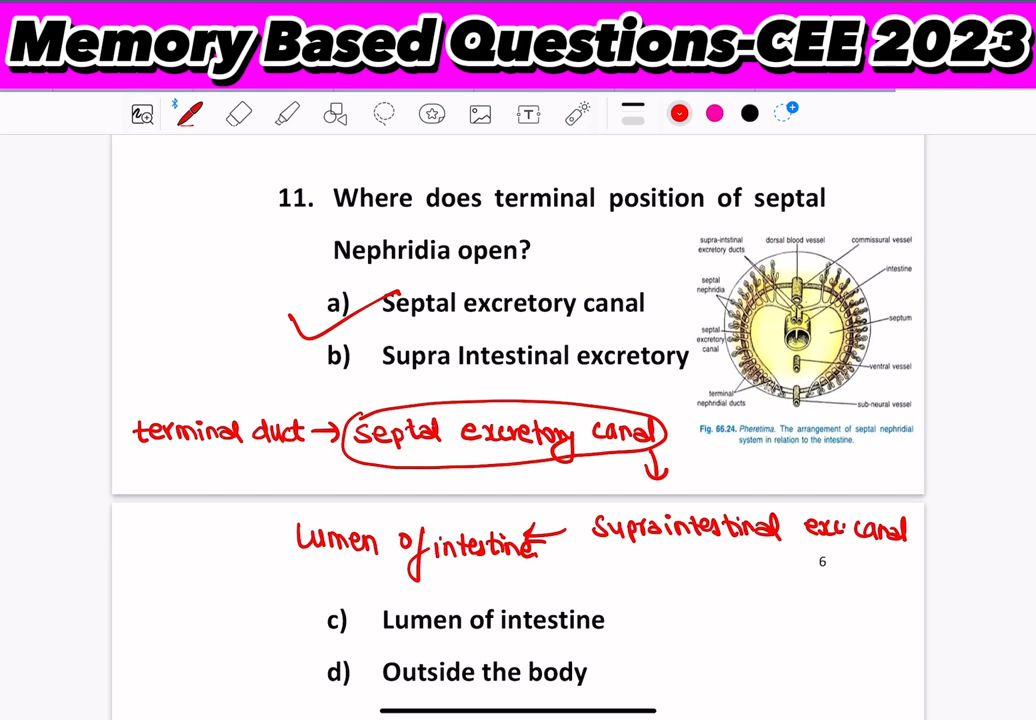 Memory Based Questions-CEE 2023
T
11. Where does terminal position of septal
Nephridia open?
a) Septal excretory canal
b) Supra Intestinal excretory
supra-intstinal
excretory ducts
dorsal blood vessel
commissural vessel
intestine
septal
nephridia
septum
septal
excretory
canal
ventral vessel
terminal
nephridial ducts
sub-neural vessel
Fig. 66.24. Pheretima. The arrangement of septal nephridial
system in relation to the intestine.
terminal duct → septal excretory canal
Lumen of intestine ← Supraintestinal exc. canal
6
c) Lumen of intestine
d) Outside the body